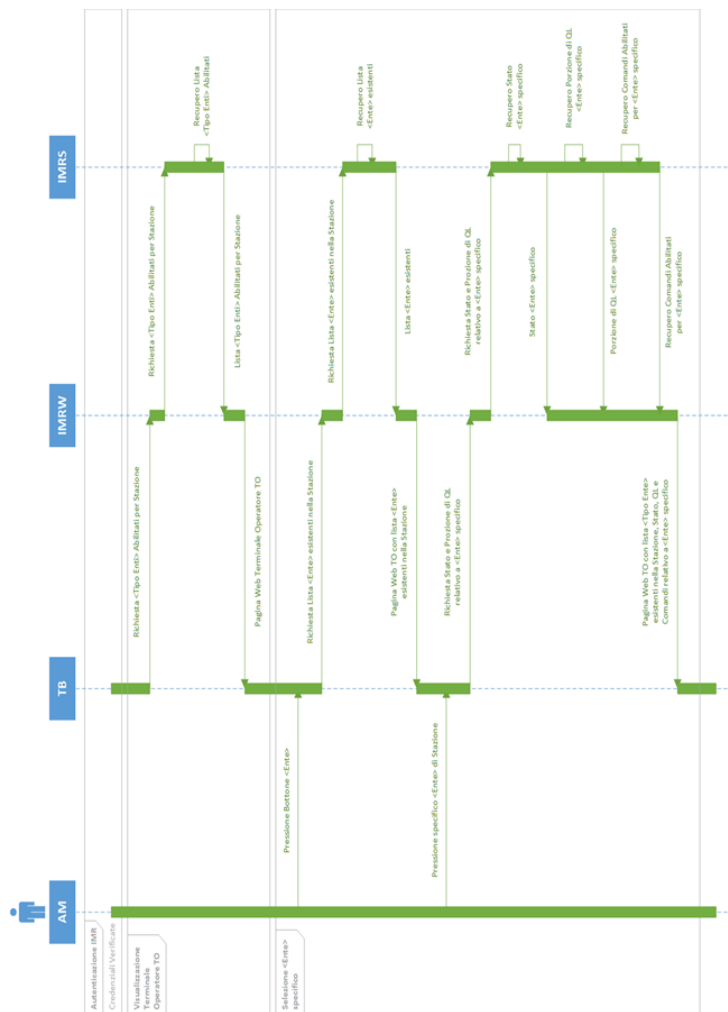 AM
TB
IMRW
IMRS
Autenticazione IMR
Credenziali Verificate
Visualizzazione
Terminale
Operatore TO
Richiesta <Tipo Enti> Abilitati per Stazione
Richiesta <Tipo Enti> Abilitati per Stazione
Recupero Lista
<Tipo Enti> Abilitati
Lista <Tipo Enti> Abilitati per Stazione
Pagina Web Terminale Operatore TO
Selezione <Ente>
specifico
Pressione Bottone <Ente>
Richiesta Lista <Ente> esistenti nella Stazione
Richiesta Lista <Ente> esistenti nella Stazione
Recupero Lista
<Ente> esistenti
Lista <Ente> esistenti
Pagina Web TO con lista <Ente>
esistenti nella Stazione
Pressione specifico <Ente> di Stazione
Richiesta Stato e Prozione di QL
relativo a <Ente> specifico
Richiesta Stato e Prozione di QL
relativo a <Ente> specifico
Recupero Stato
<Ente> specifico
Stato <Ente> specifico
Recupero Porzione di QL
<Ente> specifico
Porzione di QL <Ente> specifico
Recupero Comandi Abilitati
per <Ente> specifico
Recupero Comandi Abilitati
per <Ente> specifico
Pagina Web TO con lista <Tipo Ente>
esistenti nella Stazione, Stato, QL e
Comandi relativo a <Ente> specifico